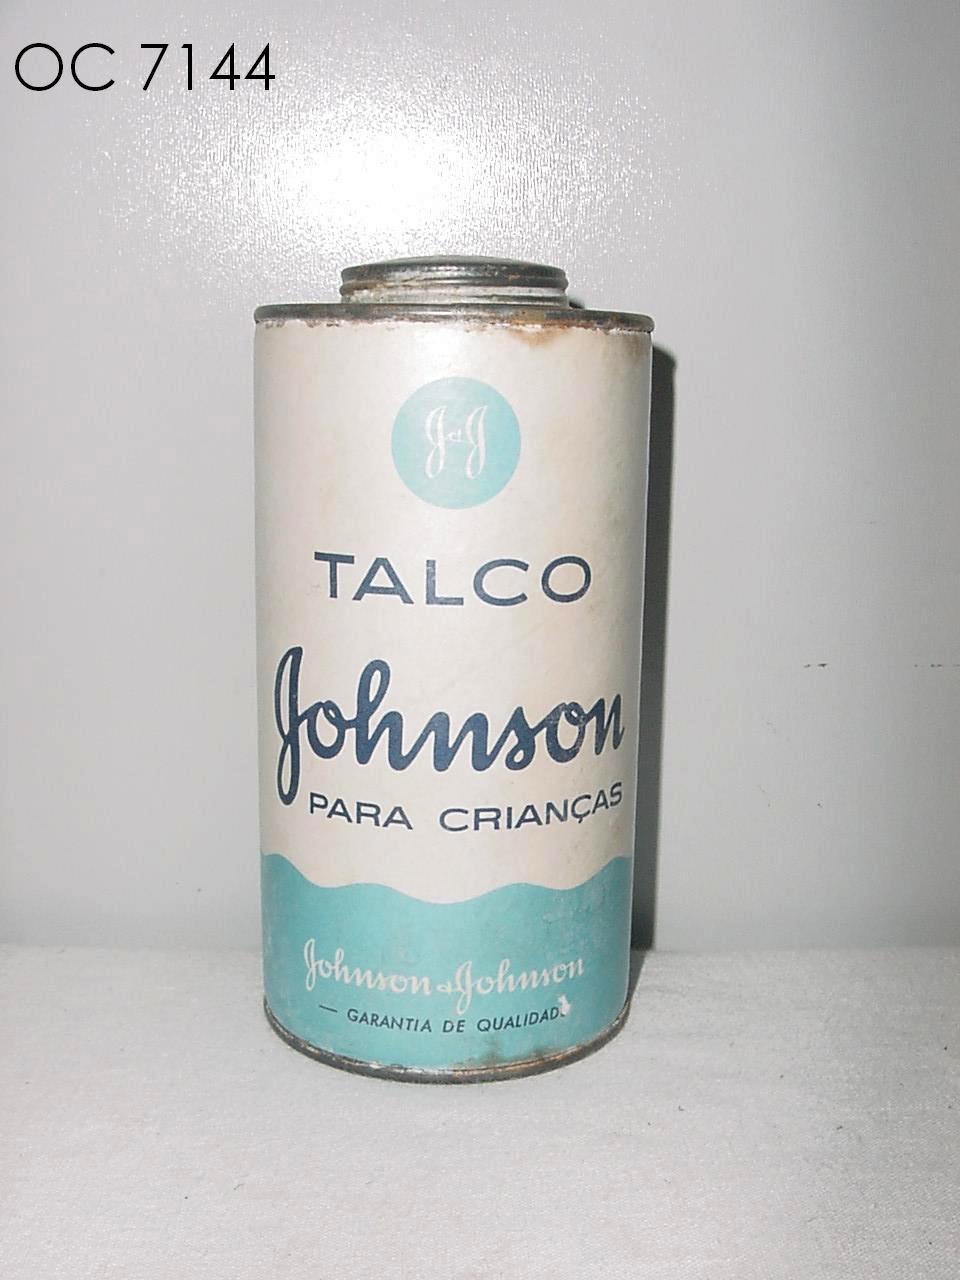 OC 7144
J&J
TALCO
Johnson
PARA CRIANÇAS
Johnson & Johnson
— GARANTIA DE QUALIDADE